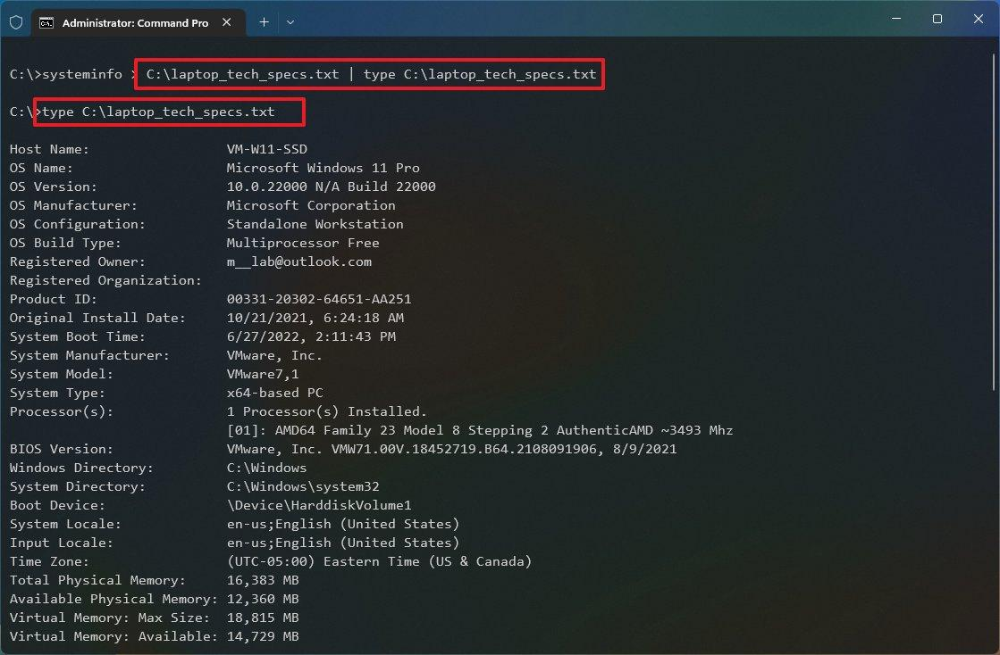 Administrator: Command Pro
C:\>systeminfo > C:\laptop_tech_specs.txt | type C:\laptop_tech_specs.txt
C:\>type C:\laptop_tech_specs.txt
Host Name: VM-W11-SSD
OS Name: Microsoft Windows 11 Pro
OS Version: 10.0.22000 N/A Build 22000
OS Manufacturer: Microsoft Corporation
OS Configuration: Standalone Workstation
OS Build Type: Multiprocessor Free
Registered Owner: m__lab@outlook.com
Registered Organization:
Product ID: 00331-20302-64651-AA251
Original Install Date: 10/21/2021, 6:24:18 AM
System Boot Time: 6/27/2022, 2:11:43 PM
System Manufacturer: VMware, Inc.
System Model: VMware7,1
System Type: x64-based PC
Processor(s): 1 Processor(s) Installed.
[01]: AMD64 Family 23 Model 8 Stepping 2 AuthenticAMD ~3493 Mhz
BIOS Version: VMware, Inc. VMW71.00V.18452719.B64.2108091906, 8/9/2021
Windows Directory: C:\Windows
System Directory: C:\Windows\system32
Boot Device: \Device\HarddiskVolume1
System Locale: en-us;English (United States)
Input Locale: en-us;English (United States)
Time Zone: (UTC-05:00) Eastern Time (US & Canada)
Total Physical Memory: 16,383 MB
Available Physical Memory: 12,360 MB
Virtual Memory: Max Size: 18,815 MB
Virtual Memory: Available: 14,729 MB